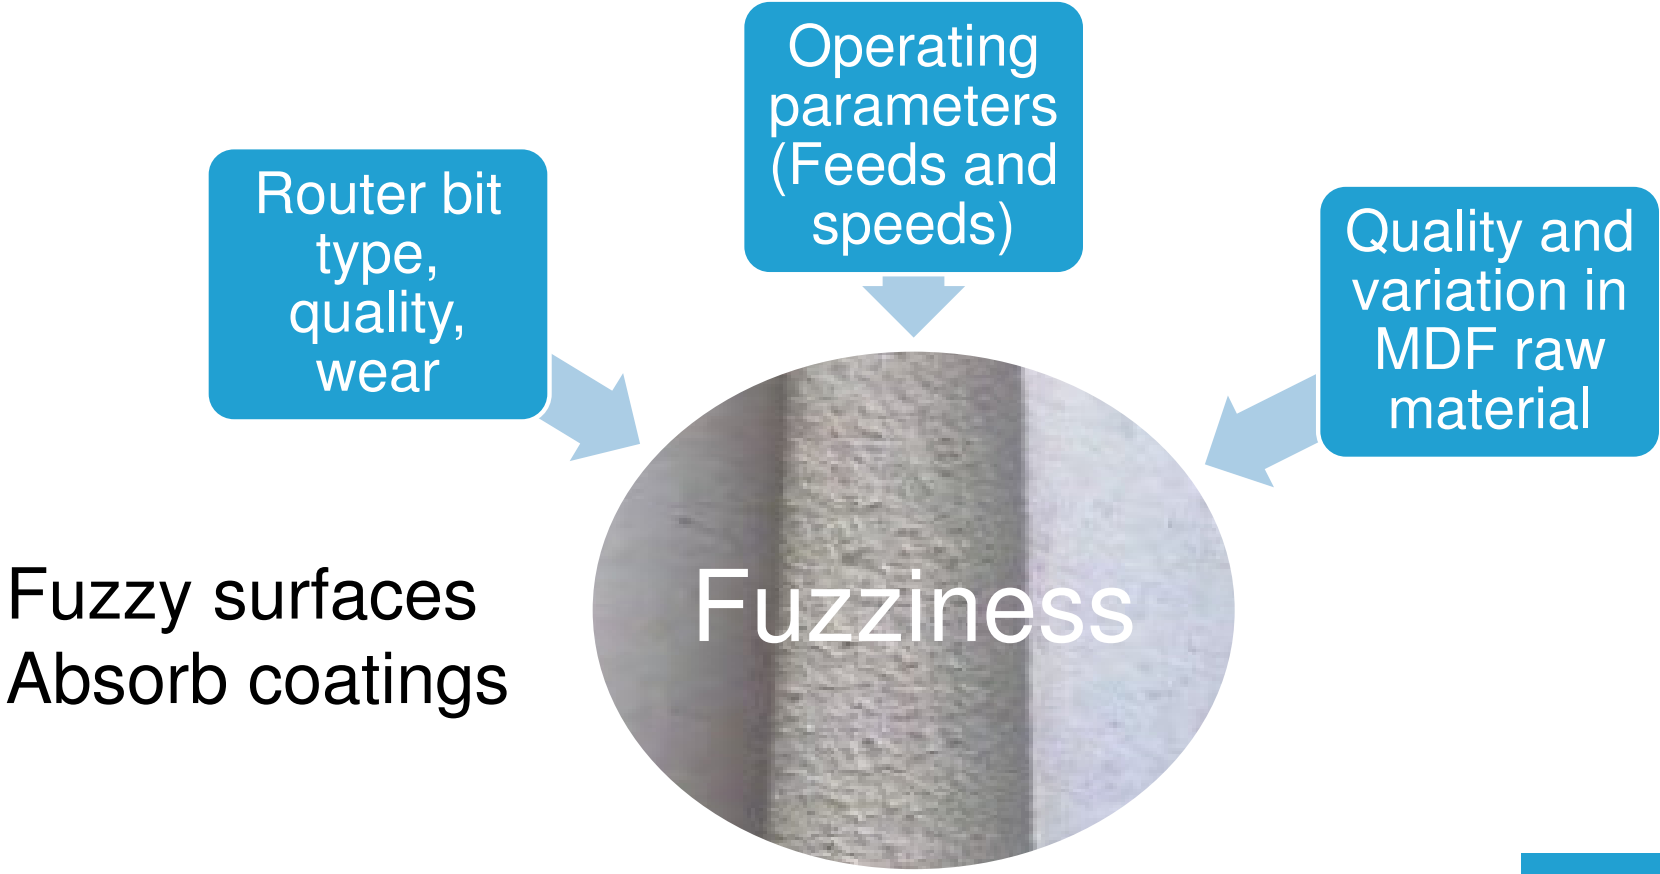 Operating
parameters
(Feeds and
speeds)
Router bit
type,
quality,
wear
Quality and
variation in
MDF raw
material
Fuzzy surfaces
Absorb coatings
Fuzziness